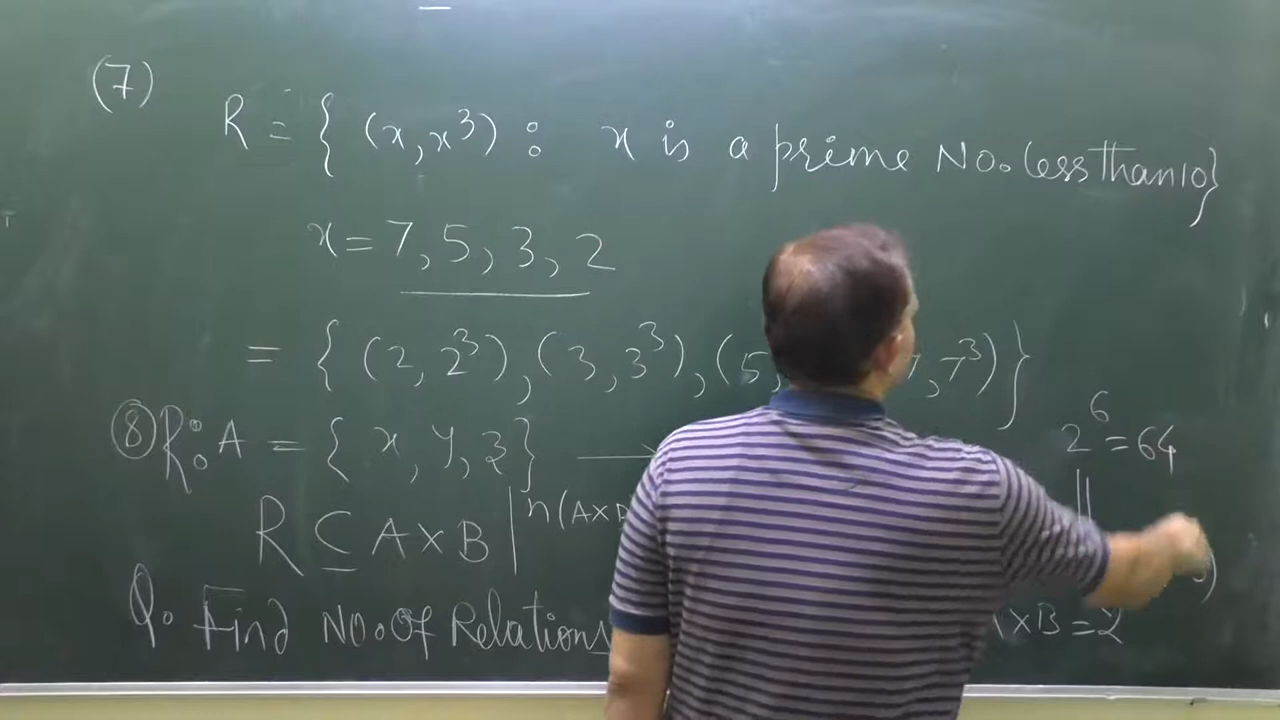 (7)
R = { (x, x³) : x is a prime No. less than 10}
x = 7, 5, 3, 2
= { (2, 2³), (3, 3³), (5, , 7³) }
2⁶ = 64
⑧ R: A = { x, y, z } →
R ⊆ A × B | n(A×
Q. Find No. Of Relations
×B = 2